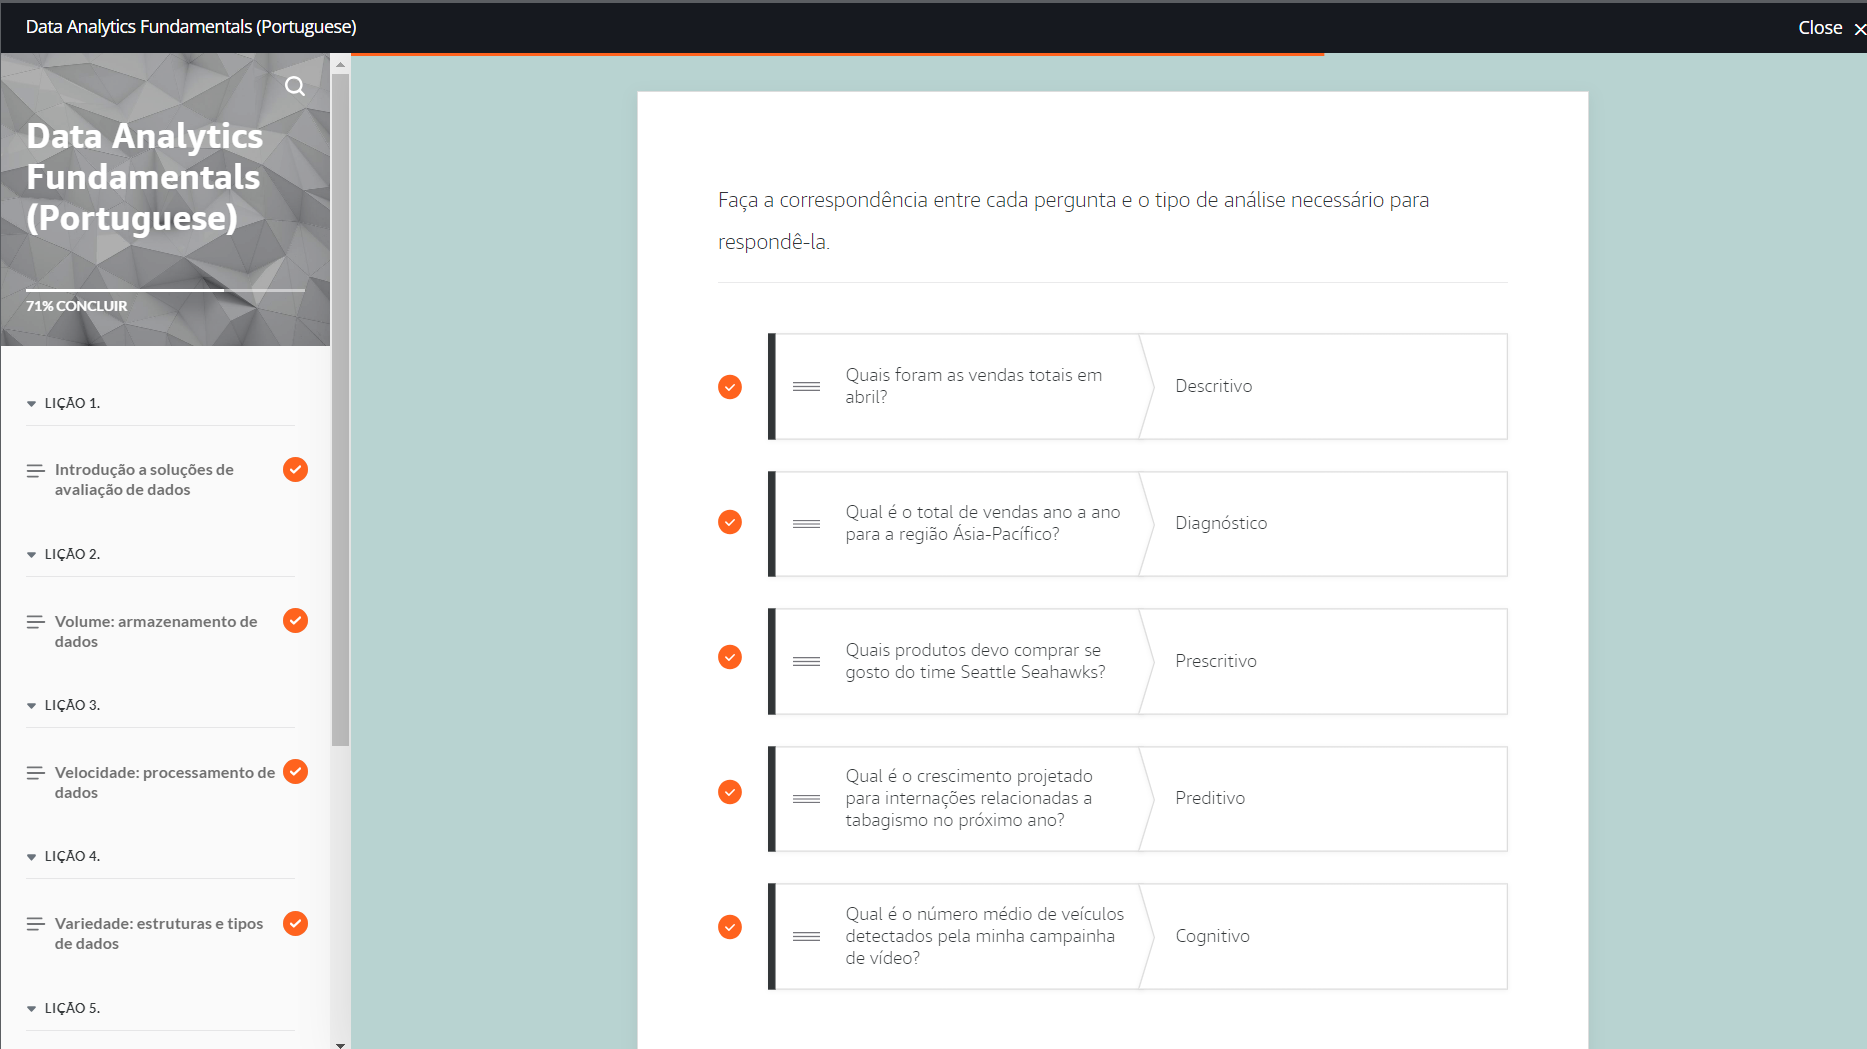 Data Analytics Fundamentals (Portuguese)
Close
Data Analytics
Fundamentals
(Portuguese)
71% CONCLUIR
LIÇÃO 1.
Introdução a soluções de
avaliação de dados
LIÇÃO 2.
Volume: armazenamento de
dados
LIÇÃO 3.
Velocidade: processamento de
dados
LIÇÃO 4.
Variedade: estruturas e tipos
de dados
LIÇÃO 5.
Faça a correspondência entre cada pergunta e o tipo de análise necessário para
respondê-la.
Quais foram as vendas totais em
abril?
Descritivo
Qual é o total de vendas ano a ano
para a região Ásia-Pacífico?
Diagnóstico
Quais produtos devo comprar se
gosto do time Seattle Seahawks?
Prescritivo
Qual é o crescimento projetado
para internações relacionadas a
tabagismo no próximo ano?
Preditivo
Qual é o número médio de veículos
detectados pela minha campainha
de vídeo?
Cognitivo